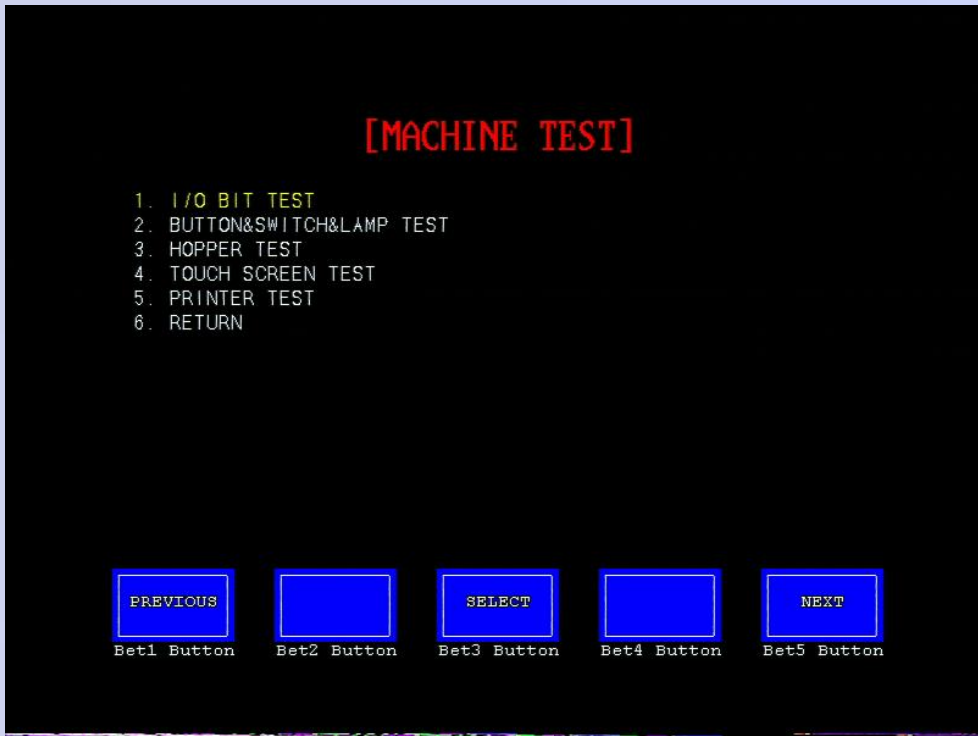 [MACHINE TEST]
1. I/O BIT TEST
2. BUTTON&SWITCH&LAMP TEST
3. HOPPER TEST
4. TOUCH SCREEN TEST
5. PRINTER TEST
6. RETURN
PREVIOUS SELECT NEXT
Bet1 Button Bet2 Button Bet3 Button Bet4 Button Bet5 Button